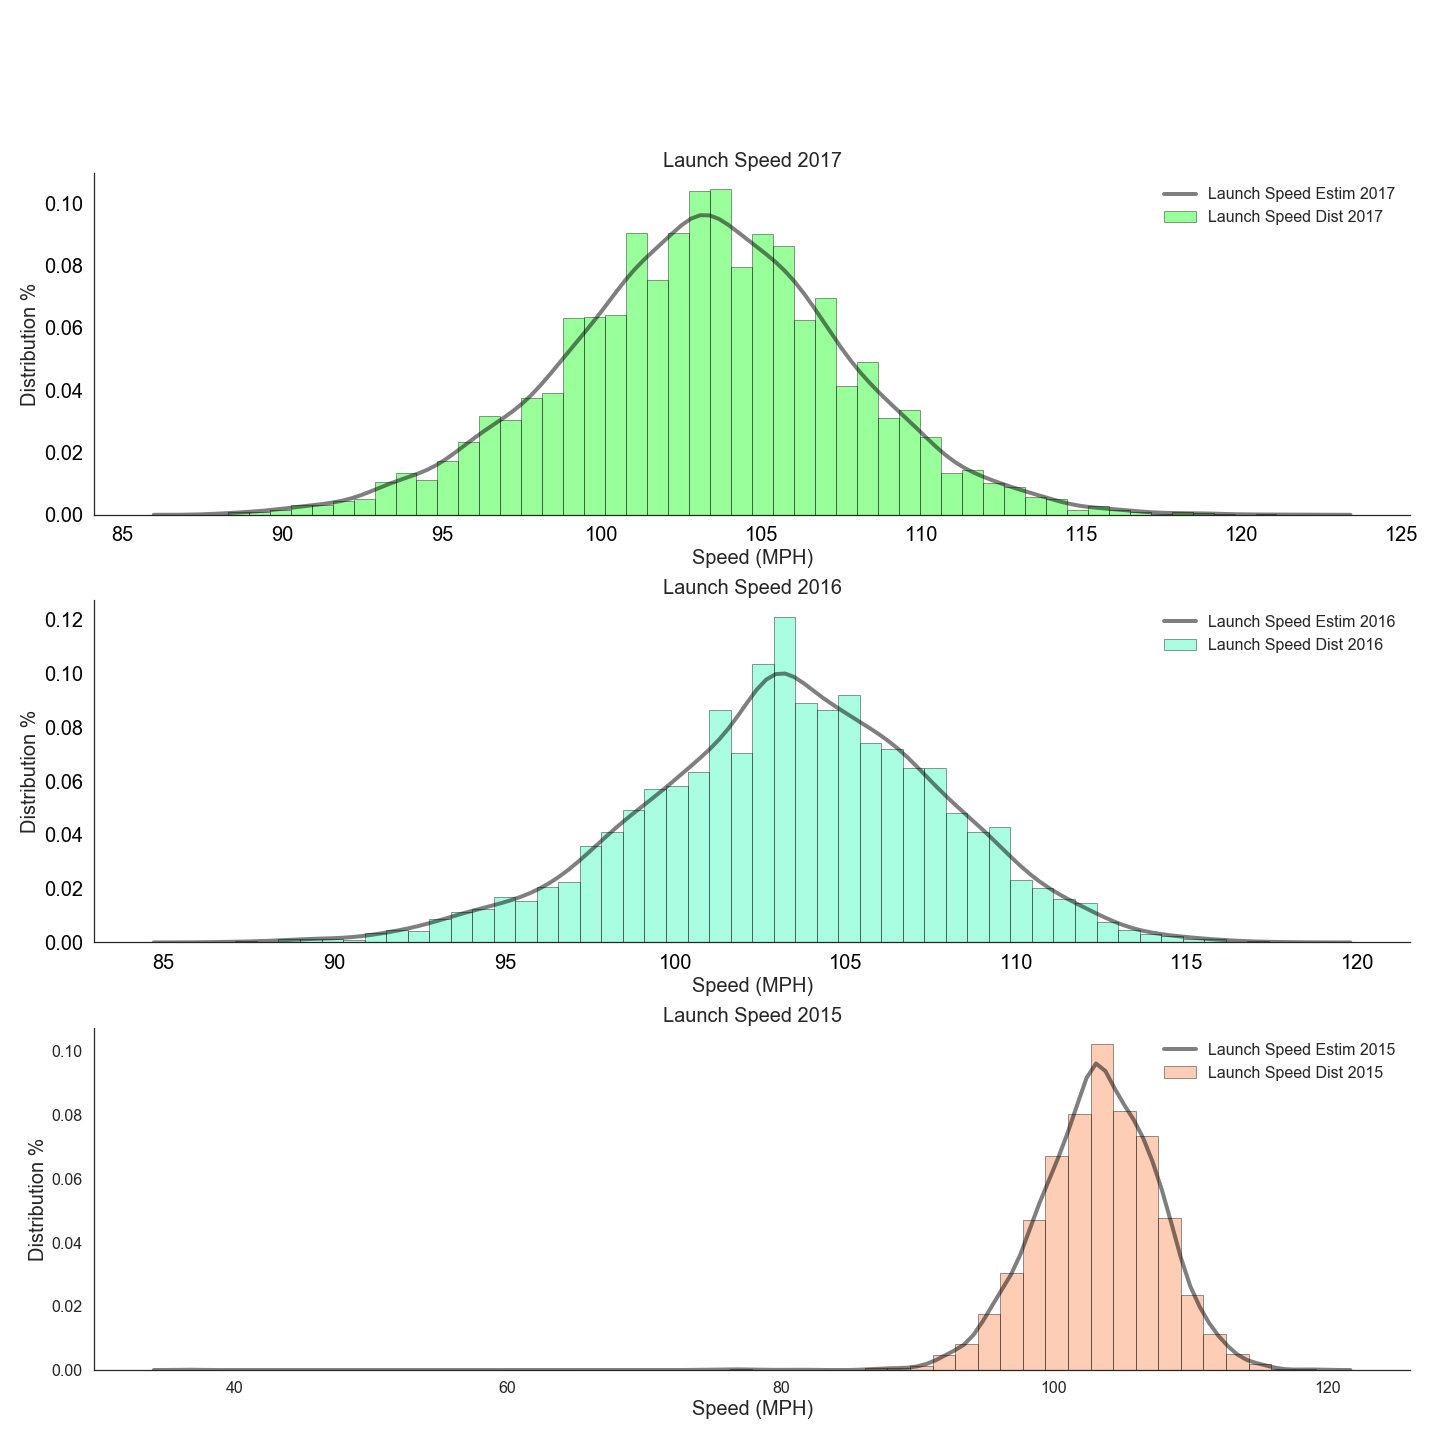 Launch Speed 2017
Launch Speed Estim 2017
Launch Speed Dist 2017
Distribution %
0.10
0.08
0.06
0.04
0.02
0.00
85 90 95 100 105 110 115 120 125
Speed (MPH)
Launch Speed 2016
Launch Speed Estim 2016
Launch Speed Dist 2016
Distribution %
0.12
0.10
0.08
0.06
0.04
0.02
0.00
85 90 95 100 105 110 115 120
Speed (MPH)
Launch Speed 2015
Launch Speed Estim 2015
Launch Speed Dist 2015
Distribution %
0.10
0.08
0.06
0.04
0.02
0.00
40 60 80 100 120
Speed (MPH)